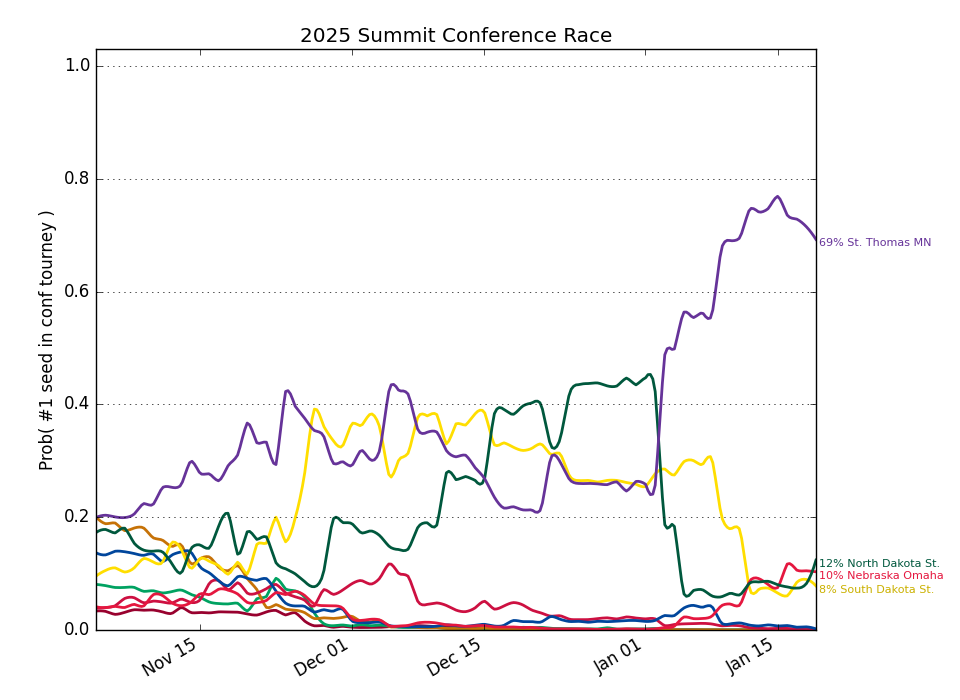 2025 Summit Conference Race
Prob( #1 seed in conf tourney )
1.0
0.8
0.6
0.4
0.2
0.0
69% St. Thomas MN
12% North Dakota St.
10% Nebraska Omaha
8% South Dakota St.
Nov 15
Dec 01
Dec 15
Jan 01
Jan 15